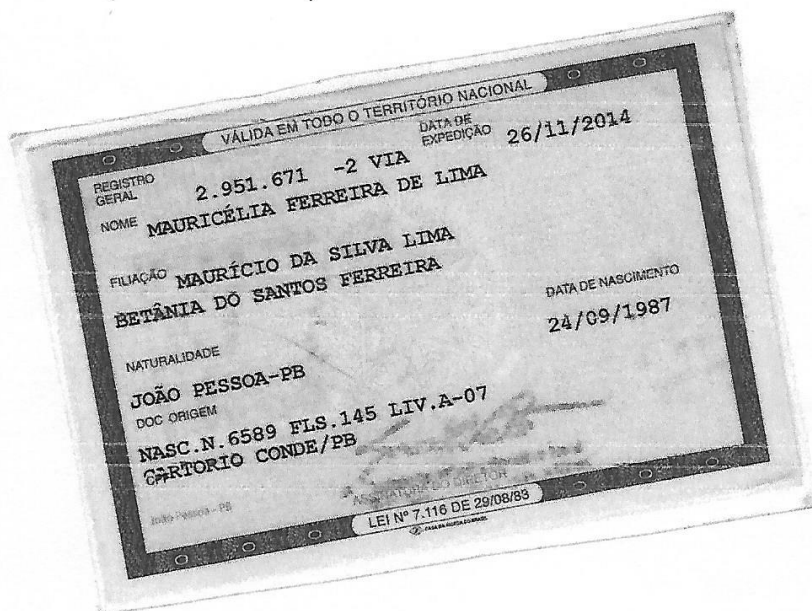 VÁLIDA EM TODO O TERRITÓRIO NACIONAL
REGISTRO GERAL 2.951.671 -2 VIA DATA DE EXPEDIÇÃO 26/11/2014
NOME MAURICÉLIA FERREIRA DE LIMA
FILIAÇÃO MAURÍCIO DA SILVA LIMA
BETÂNIA DO SANTOS FERREIRA
NATURALIDADE DATA DE NASCIMENTO
JOÃO PESSOA-PB 24/09/1987
DOC ORIGEM
NASC.N.6589 FLS.145 LIV.A-07
CARTORIO CONDE/PB
CPF
João Pessoa - PB ASSINATURA DO DIRETOR
LEI Nº 7.116 DE 29/08/83